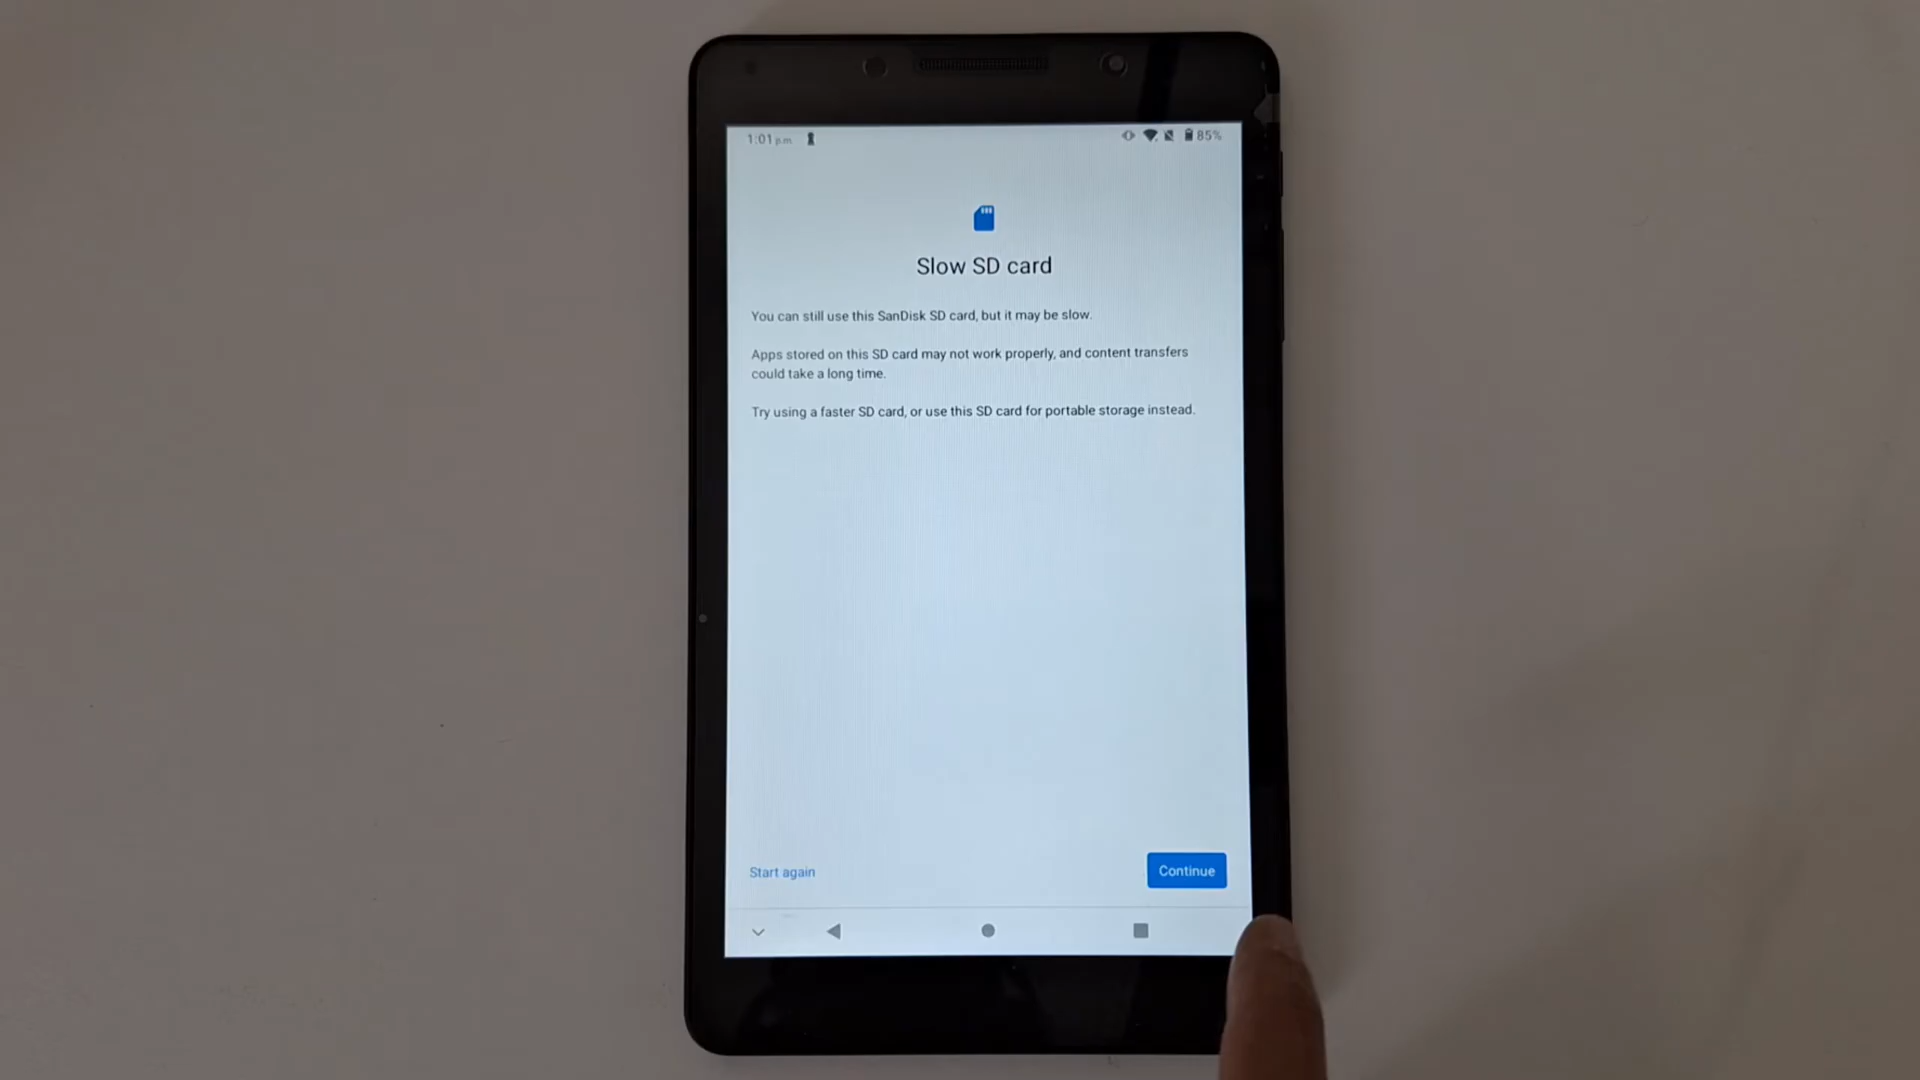 1:01 p.m 85%
Slow SD card
You can still use this SanDisk SD card, but it may be slow.
Apps stored on this SD card may not work properly, and content transfers
could take a long time.
Try using a faster SD card, or use this SD card for portable storage instead.
Start again Continue